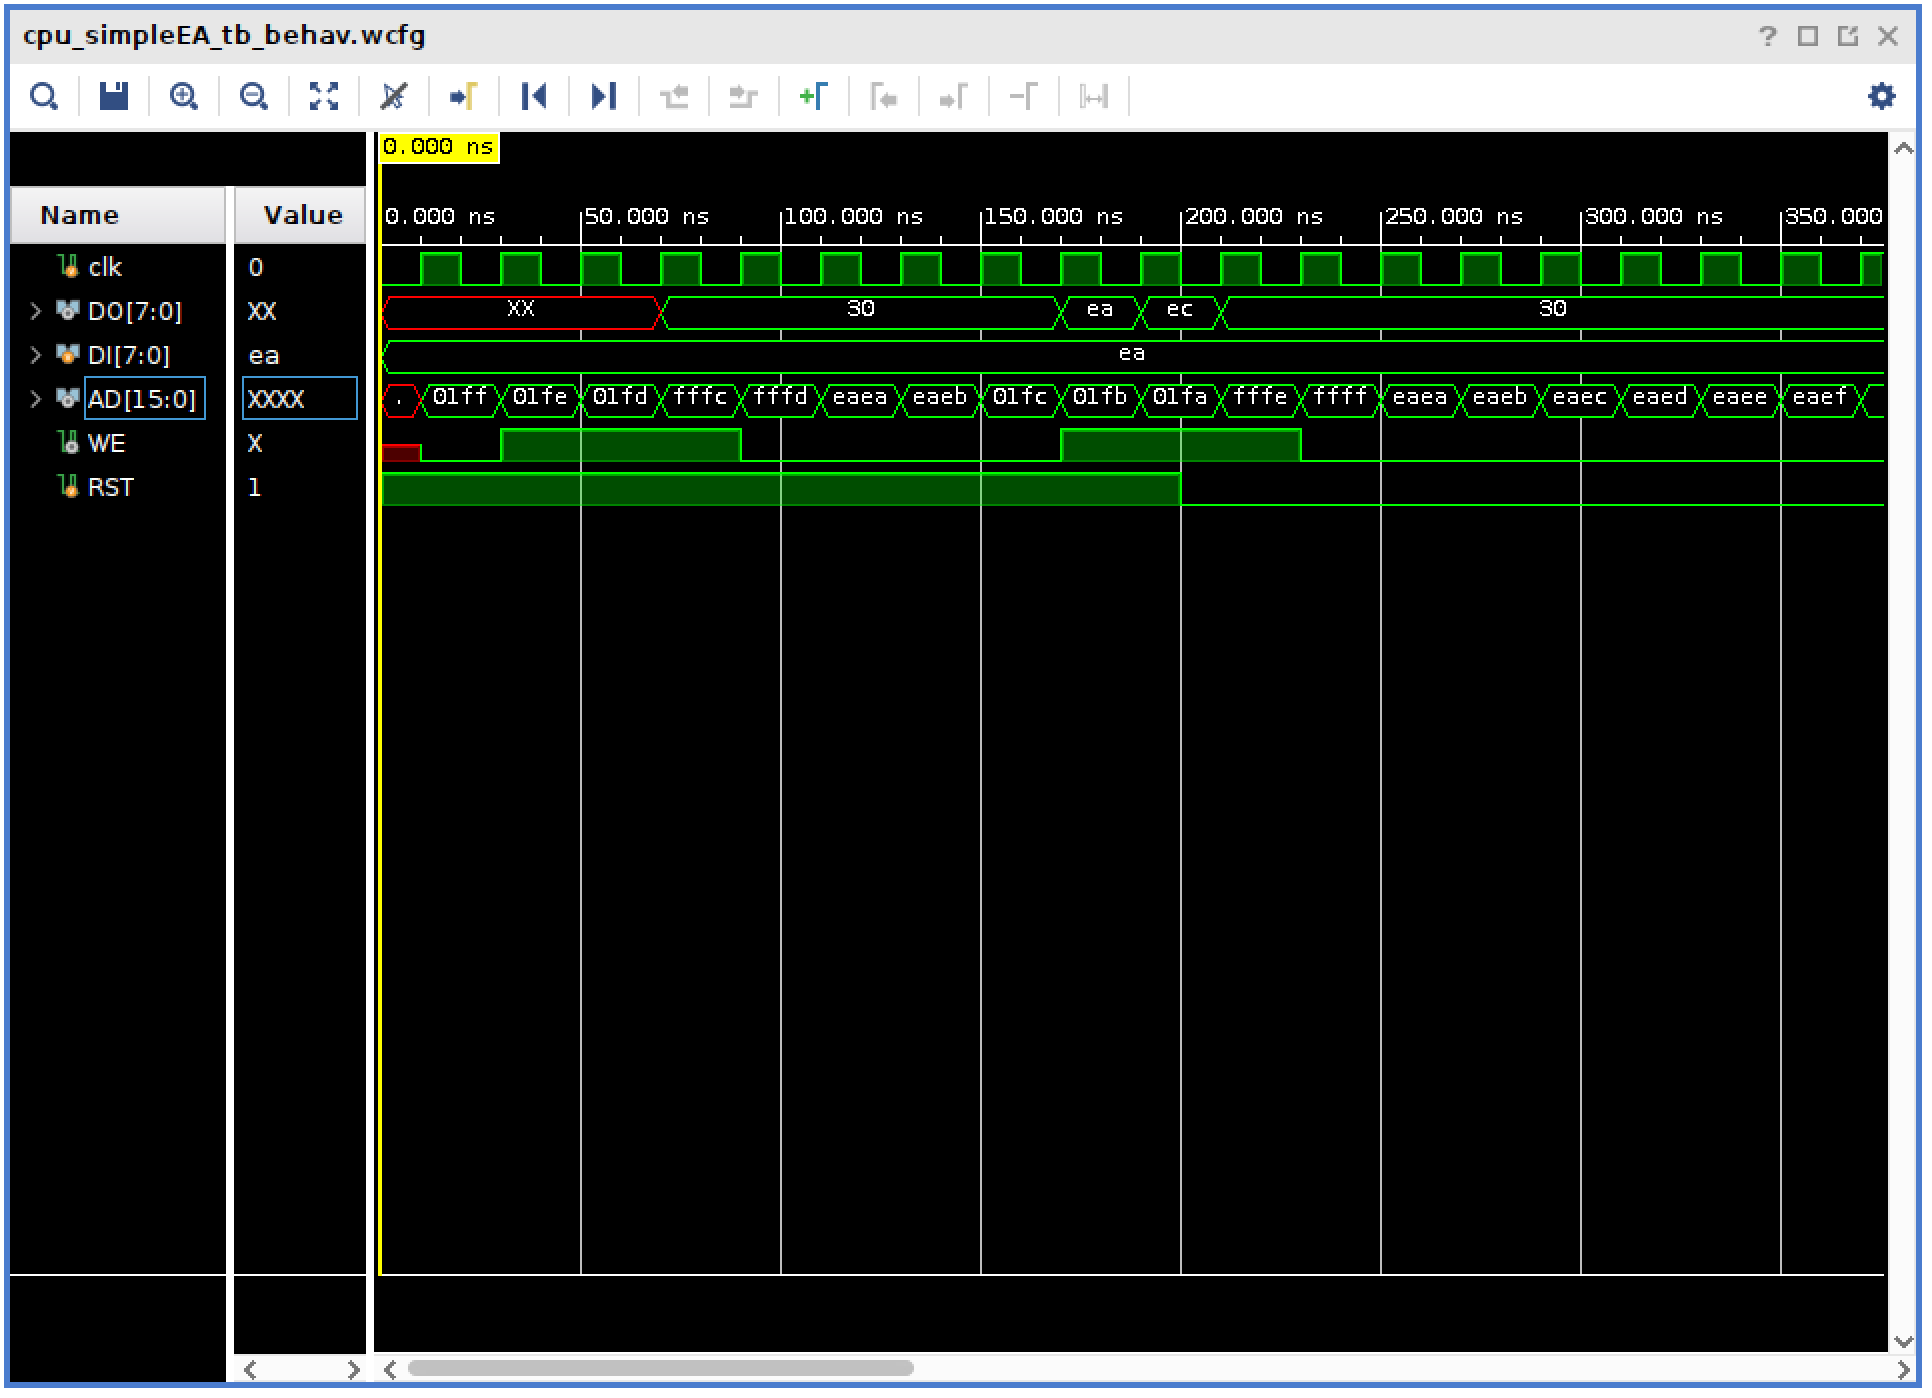 cpu_simpleEA_tb_behav.wcfg
0.000 ns
Name Value 0.000 ns 50.000 ns 100.000 ns 150.000 ns 200.000 ns 250.000 ns 300.000 ns 350.000
clk 0
DO[7:0] XX XX 30 ea ec 30
DI[7:0] ea ea
AD[15:0] XXXX . 01ff 01fe 01fd fffc fffd eaea eaeb 01fc 01fb 01fa fffe ffff eaea eaeb eaec eaed eaee eaef
WE X
RST 1